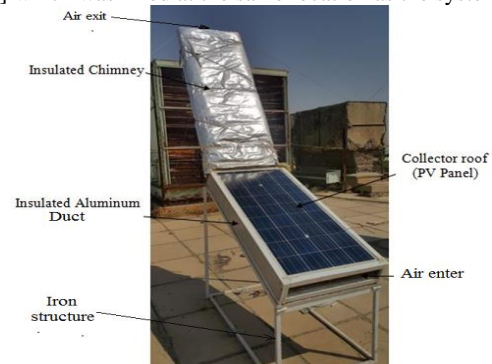 Air exit
Insulated Chimney
Collector roof
(PV Panel)
Insulated Aluminum
Duct
Air enter
Iron
structure